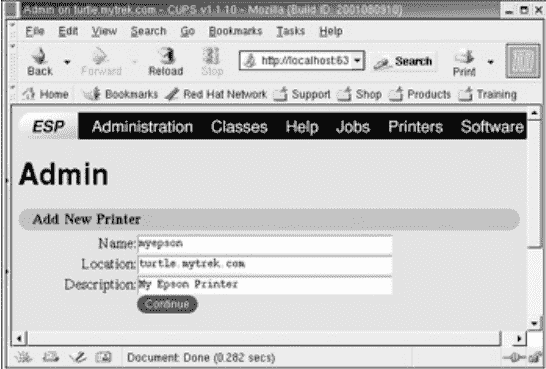 Admin on turtle.mytrek.com - CUPS v1.1.10 - Mozilla {Build ID: 2001080910}
File Edit View Search Go Bookmarks Tasks Help
Back Forward Reload Stop http://localhost:63 Search Print
Home Bookmarks Red Hat Network Support Shop Products Training
ESP Administration Classes Help Jobs Printers Software
Admin
Add New Printer
Name: myepson
Location: turtle.mytrek.com
Description: My Epson Printer
Continue
Document: Done (0.282 secs)